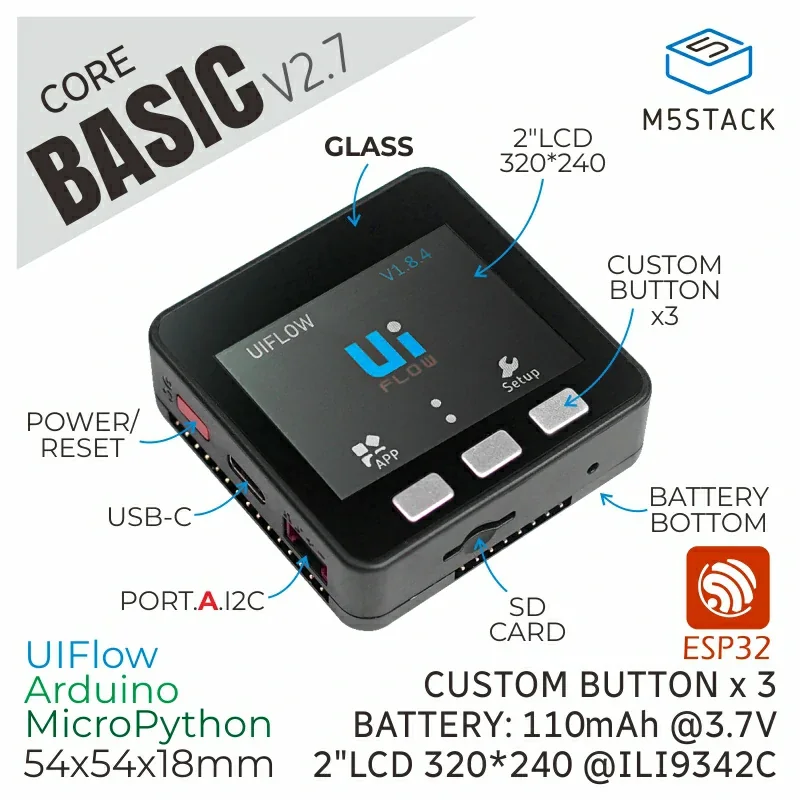 CORE
BASIC V2.7
M5STACK
GLASS
2"LCD
320*240
CUSTOM
BUTTON
x3
V1.8.4
UIFLOW
Ui
FLOW
Setup
APP
POWER/
RESET
USB-C
PORT.A.I2C
BATTERY
BOTTOM
SD
CARD
ESP32
UIFlow
Arduino
MicroPython
54x54x18mm
CUSTOM BUTTON x 3
BATTERY: 110mAh @3.7V
2"LCD 320*240 @ILI9342C